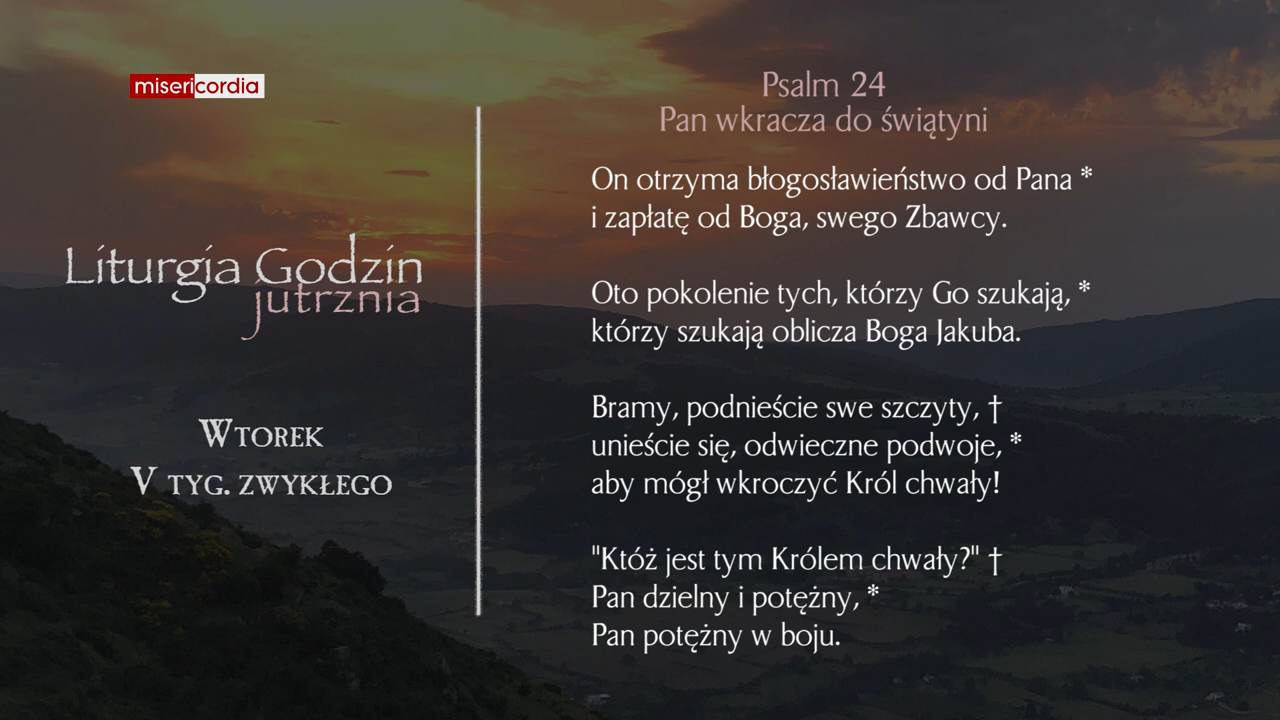 misericordia
Liturgia Godzin
jutrznia
Wtorek
V tyg. zwykłego
Psalm 24
Pan wkracza do świątyni
On otrzyma błogosławieństwo od Pana *
i zapłatę od Boga, swego Zbawcy.
Oto pokolenie tych, którzy Go szukają, *
którzy szukają oblicza Boga Jakuba.
Bramy, podnieście swe szczyty, †
unieście się, odwieczne podwoje, *
aby mógł wkroczyć Król chwały!
"Któż jest tym Królem chwały?" †
Pan dzielny i potężny, *
Pan potężny w boju.